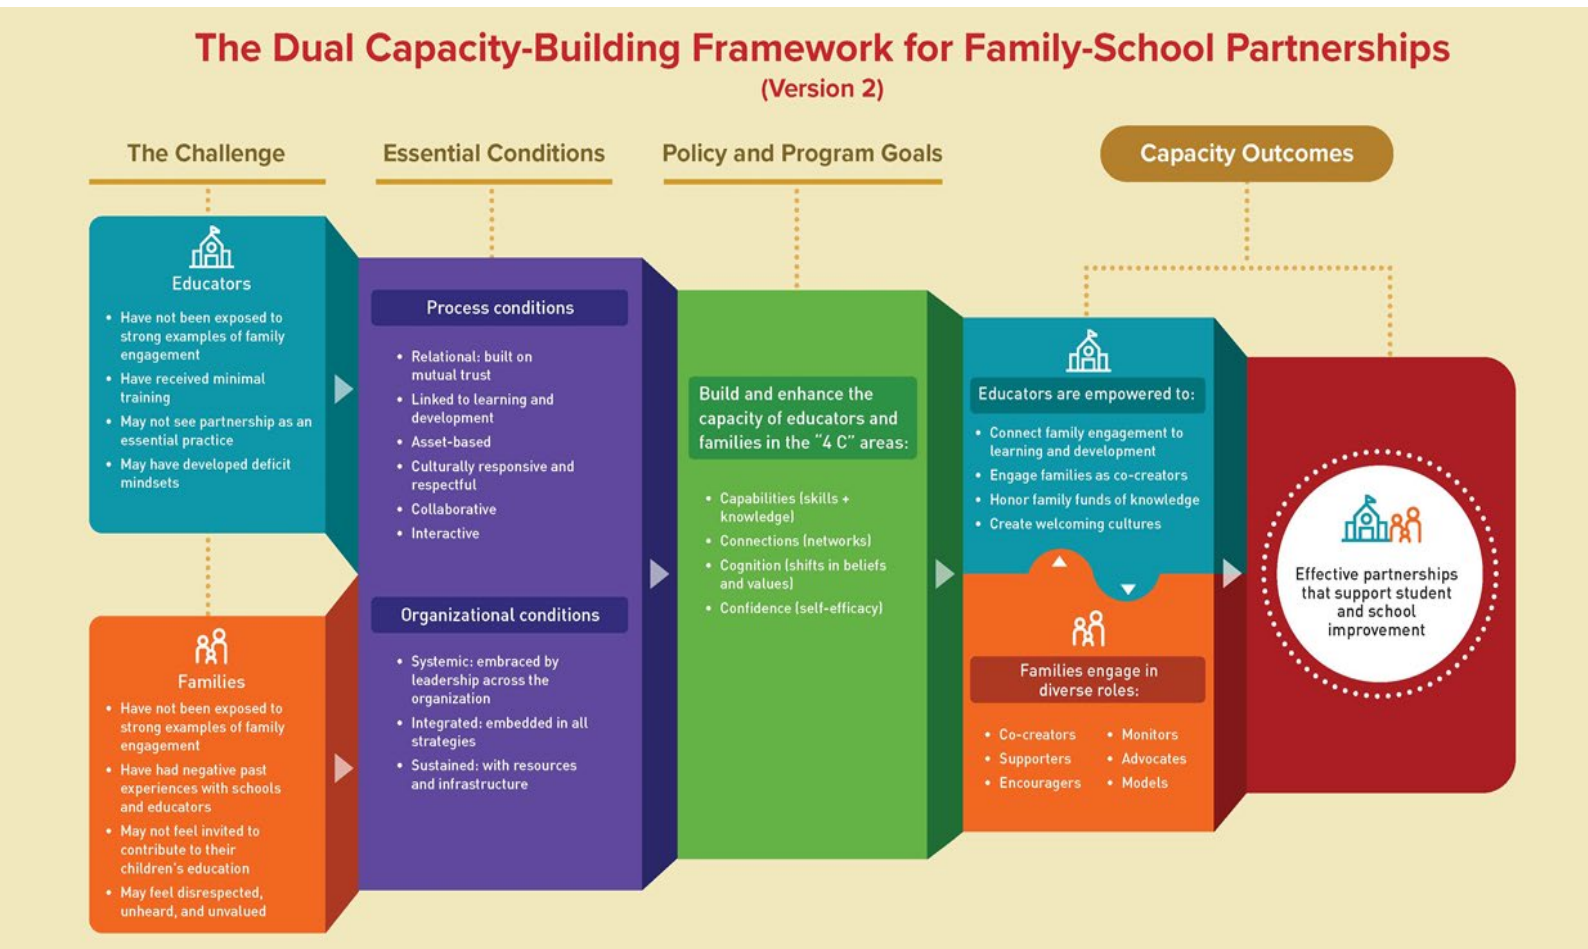 The Dual Capacity-Building Framework for Family-School Partnerships
(Version 2)
The Challenge
Educators
• Have not been exposed to
strong examples of family
engagement
• Have received minimal
training
• May not see partnership as an
essential practice
• May have developed deficit
mindsets
Families
• Have not been exposed to
strong examples of family
engagement
• Have had negative past
experiences with schools
and educators
• May not feel invited to
contribute to their
children's education
• May feel disrespected,
unheard, and unvalued
Essential Conditions
Process conditions
• Relational: built on
mutual trust
• Linked to learning and
development
• Asset-based
• Culturally responsive and
respectful
• Collaborative
• Interactive
Organizational conditions
• Systemic: embraced by
leadership across the
organization
• Integrated: embedded in all
strategies
• Sustained: with resources
and infrastructure
Policy and Program Goals
Build and enhance the
capacity of educators and
families in the “4 C” areas:
• Capabilities (skills +
knowledge)
• Connections (networks)
• Cognition (shifts in beliefs
and values)
• Confidence (self-efficacy)
Capacity Outcomes
Educators are empowered to:
• Connect family engagement to
learning and development
• Engage families as co-creators
• Honor family funds of knowledge
• Create welcoming cultures
Families engage in
diverse roles:
• Co-creators
• Supporters
• Encouragers
• Monitors
• Advocates
• Models
Effective partnerships
that support student
and school
improvement